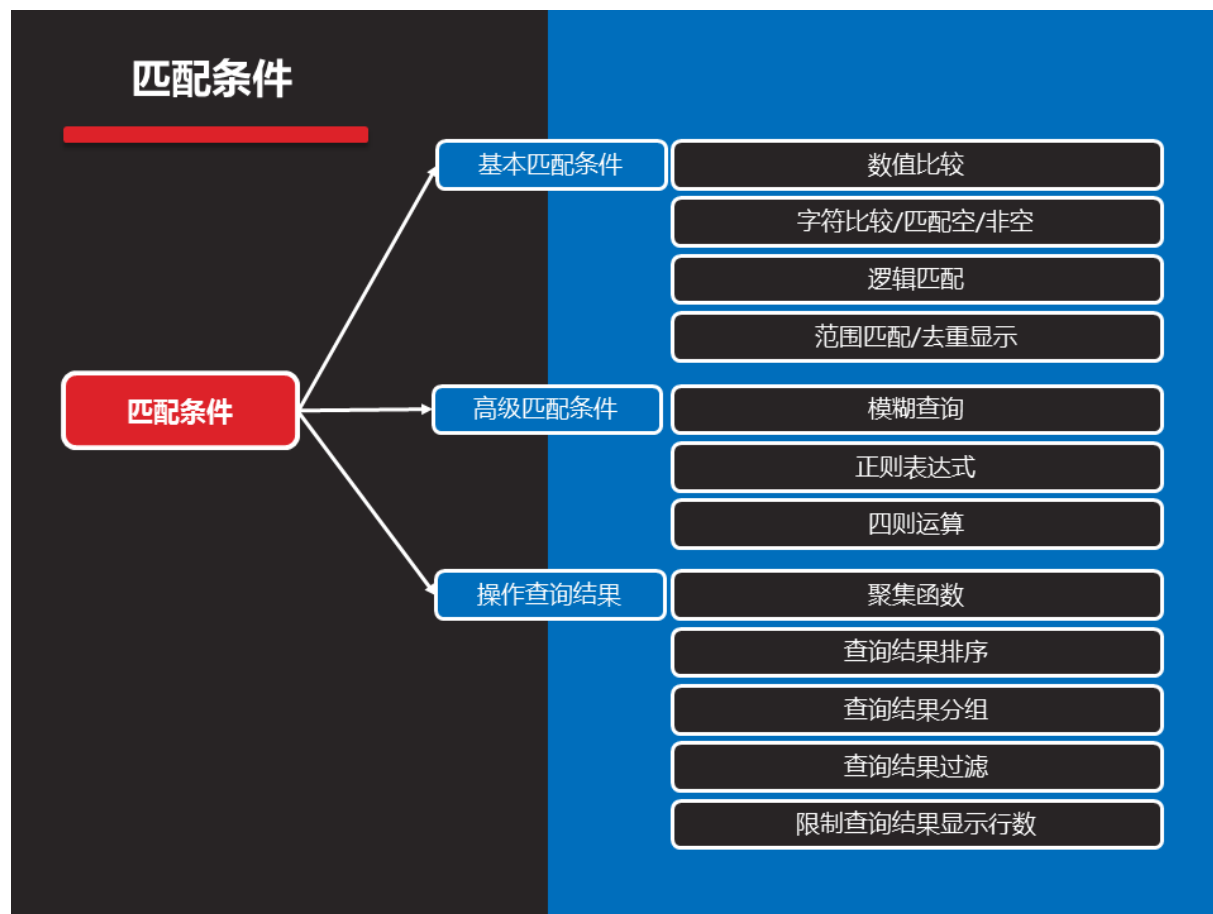 匹配条件
基本匹配条件
数值比较
字符比较/匹配空/非空
逻辑匹配
范围匹配/去重显示
匹配条件
高级匹配条件
模糊查询
正则表达式
四则运算
操作查询结果
聚集函数
查询结果排序
查询结果分组
查询结果过滤
限制查询结果显示行数